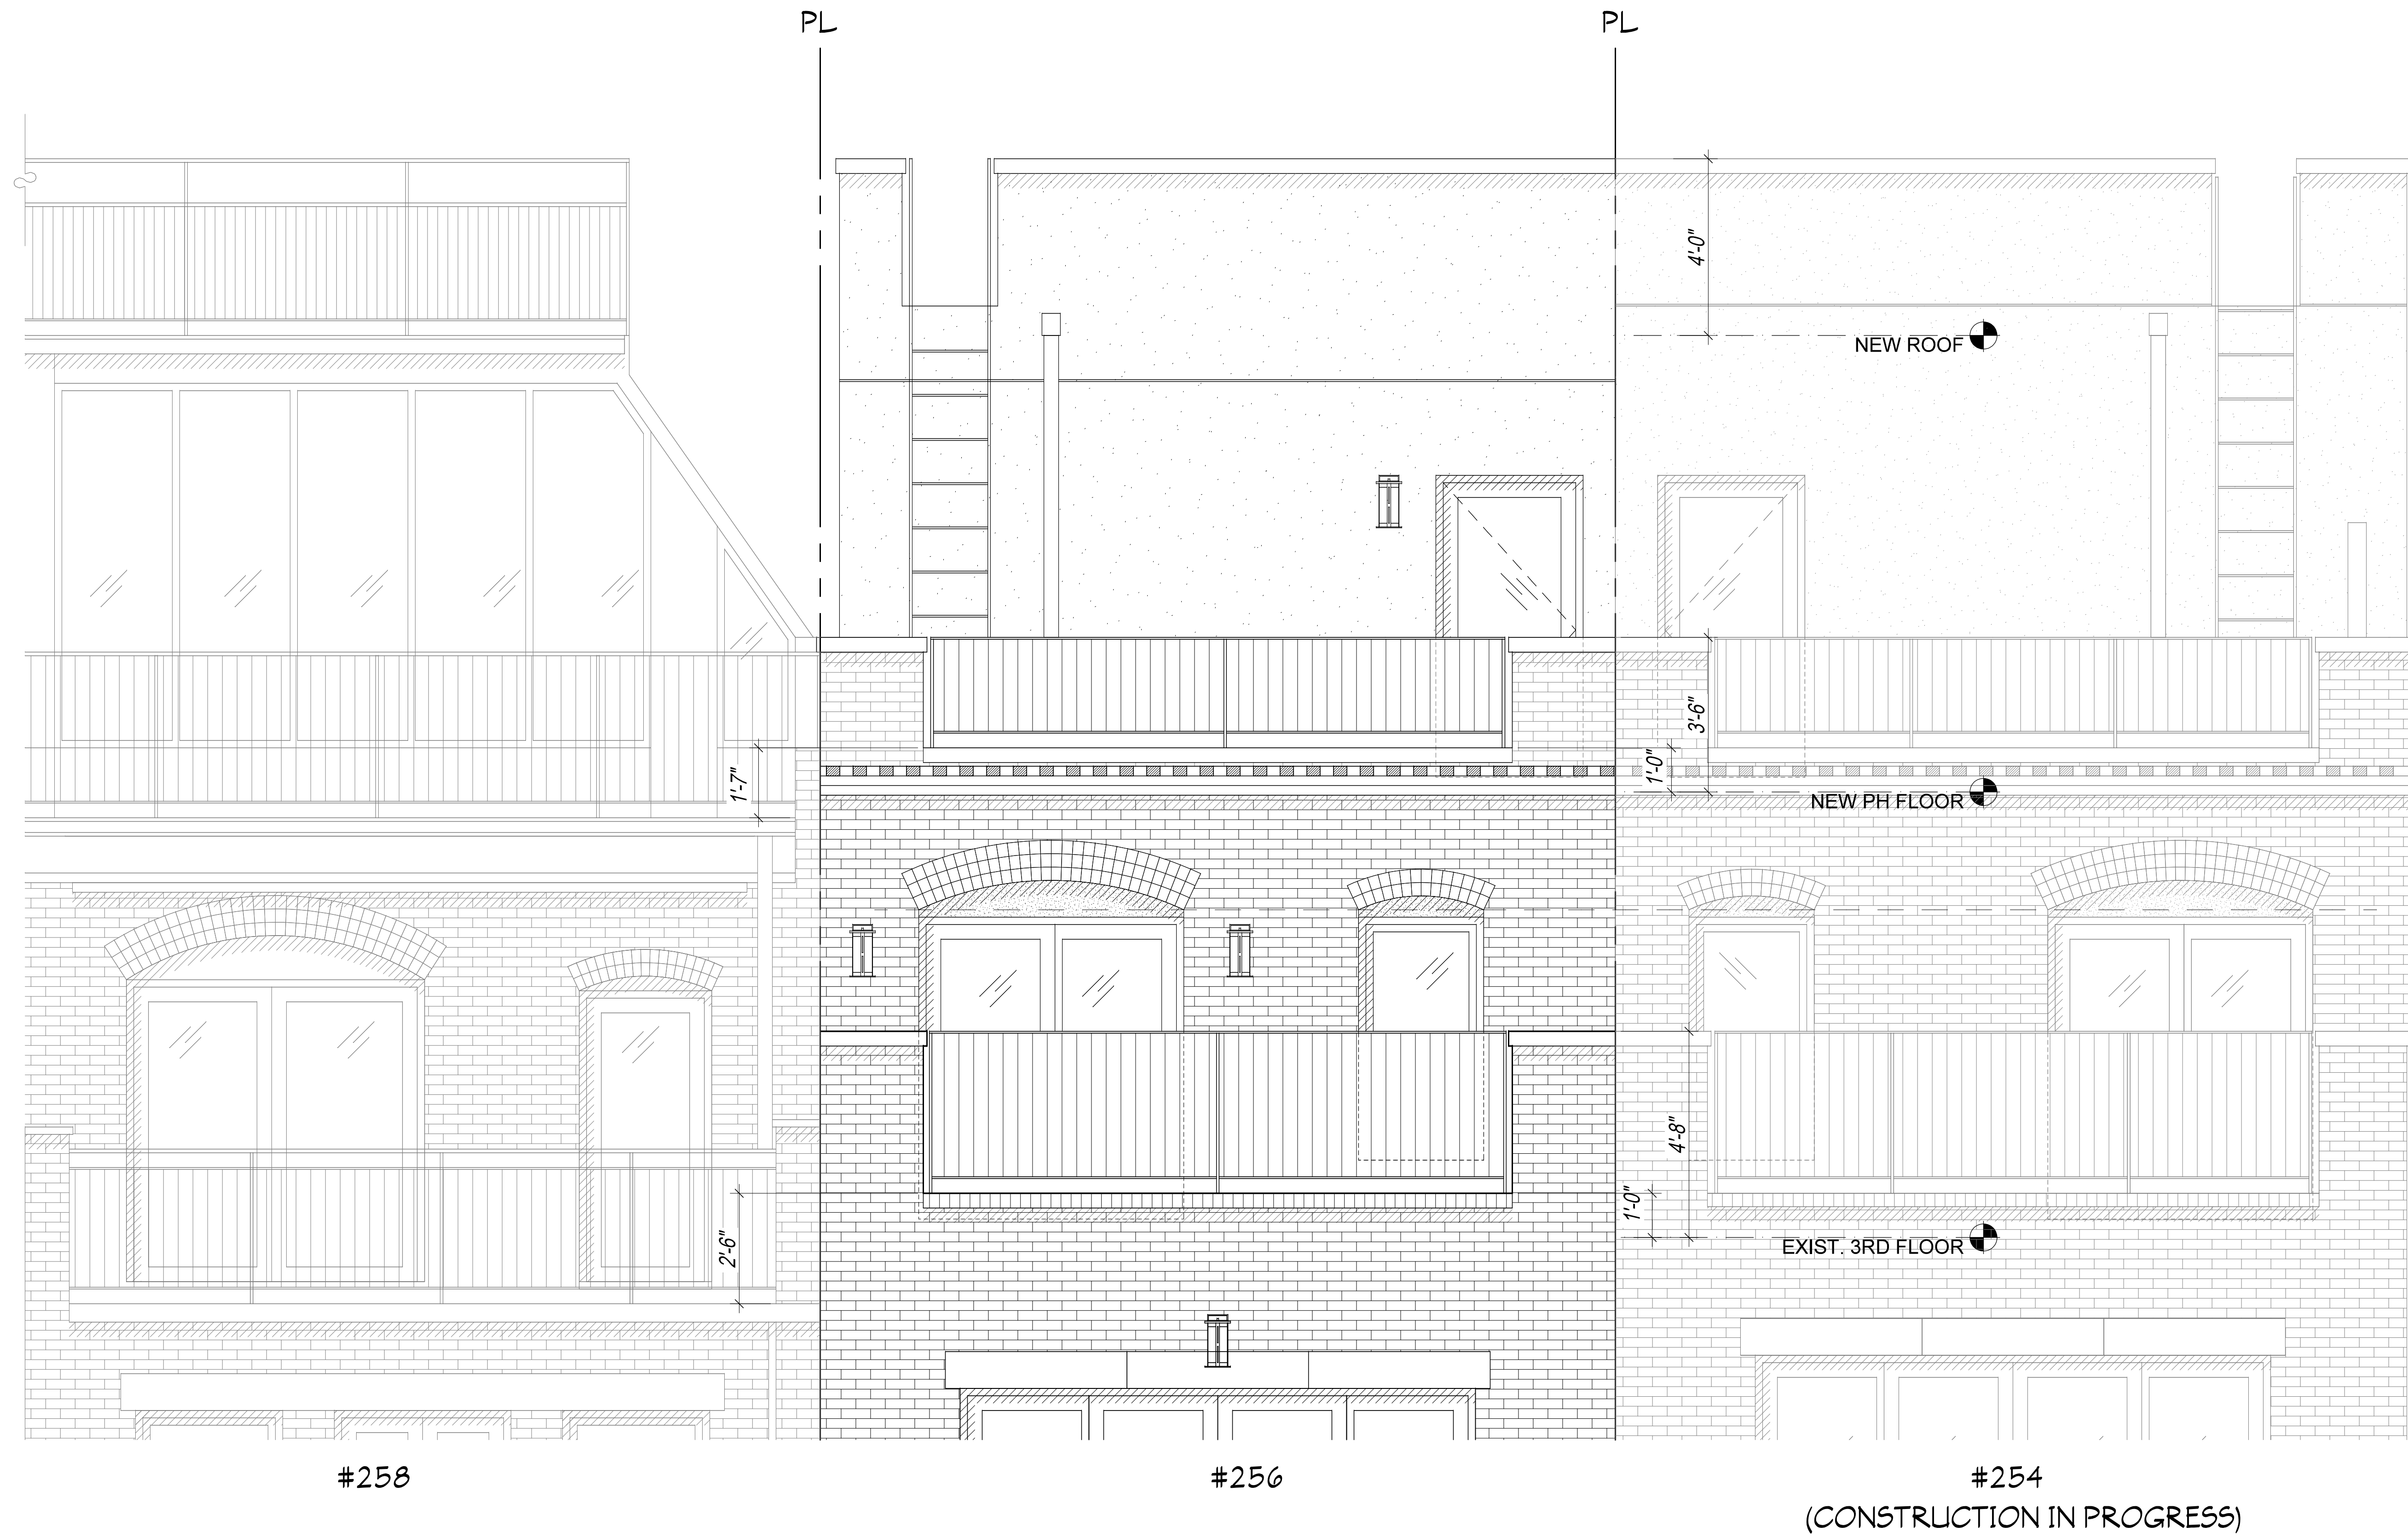 PL
PL
4'-0"
NEW ROOF
3'-6"
1'-0"
1'-7"
NEW PH FLOOR
4'-8"
1'-0"
2'-6"
EXIST. 3RD FLOOR
#258
#256
#254
(CONSTRUCTION IN PROGRESS)